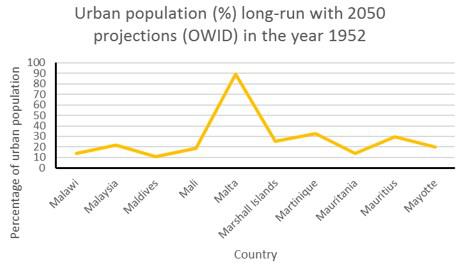 Urban population (%) long-run with 2050
projections (OWID) in the year 1952
Percentage of urban population
100
90
80
70
60
50
40
30
20
10
0
Malawi
Malaysia
Maldives
Mali
Malta
Marshall Islands
Martinique
Mauritania
Mauritius
Mayotte
Country